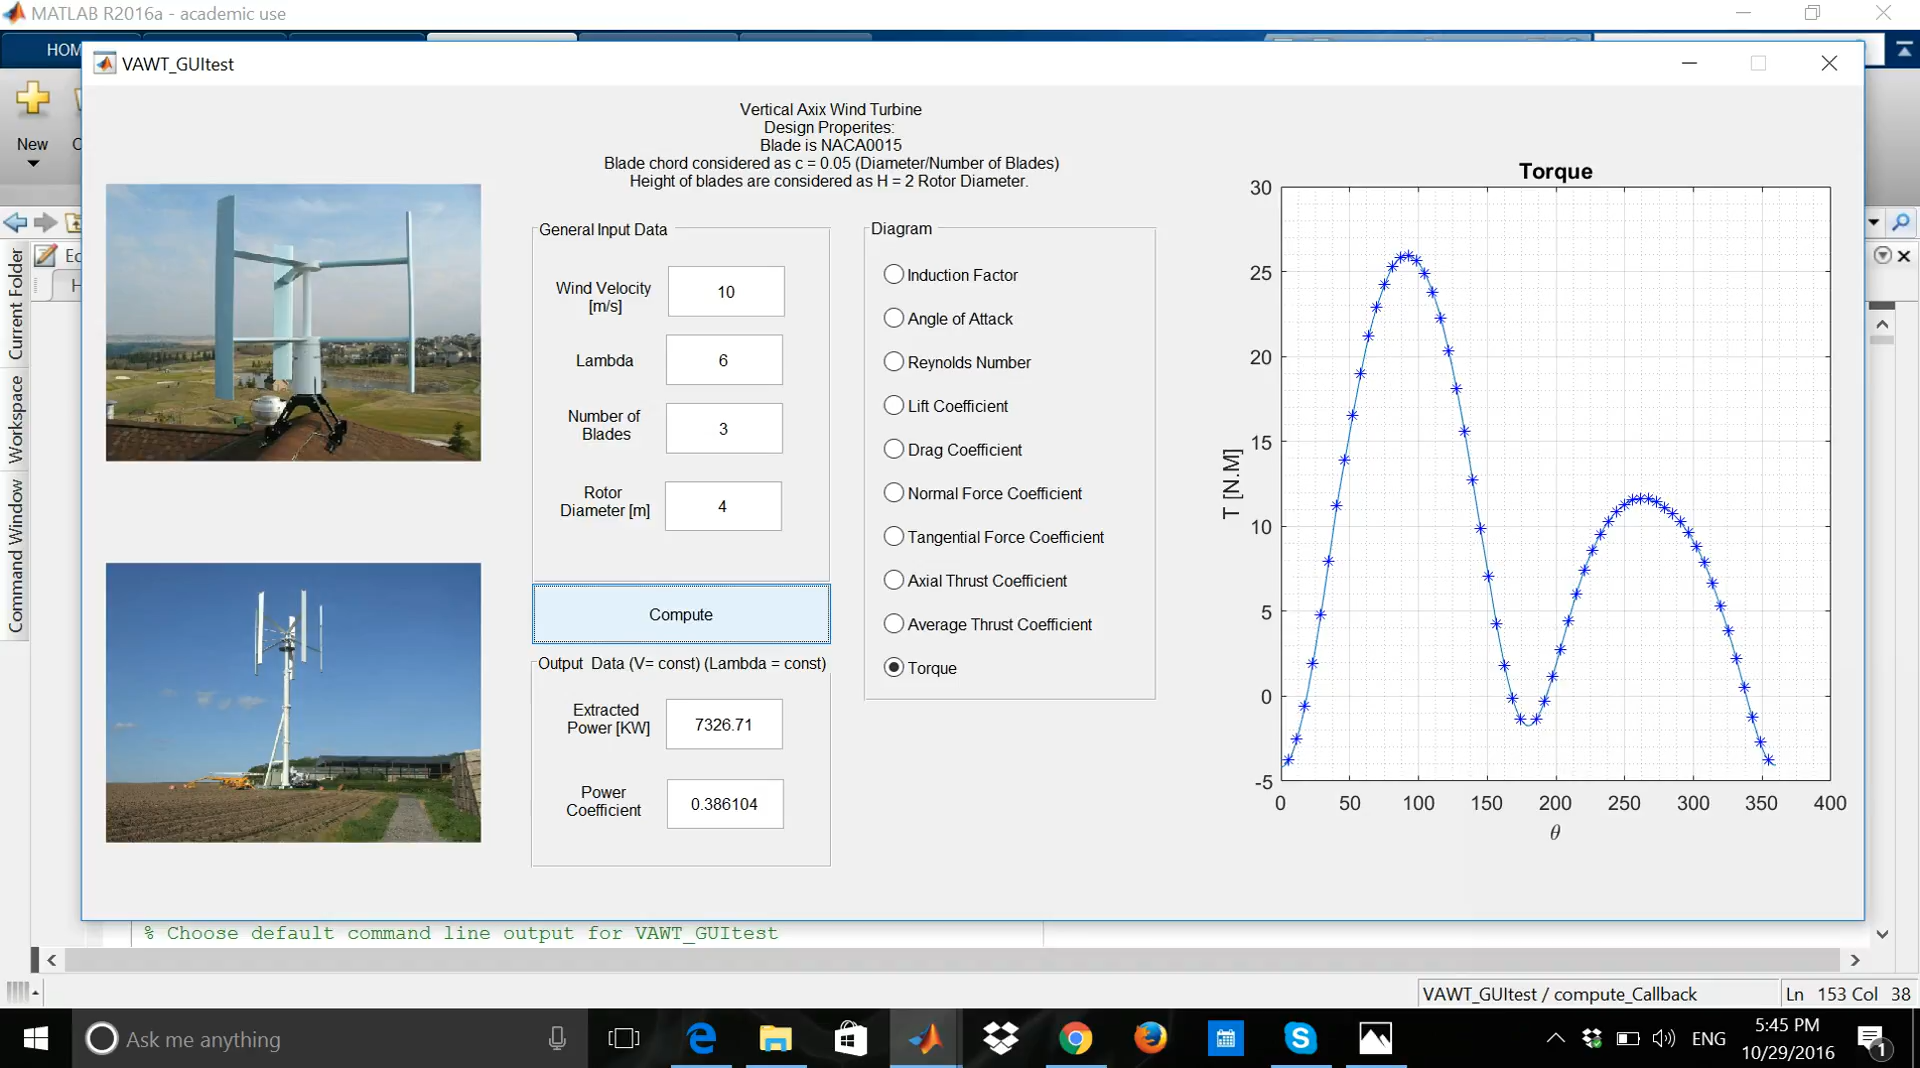 MATLAB R2016a - academic use
HOM
VAWT_GUItest
New
Vertical Axix Wind Turbine
Design Properites:
Blade is NACA0015
Blade chord considered as c = 0.05 (Diameter/Number of Blades)
Height of blades are considered as H = 2 Rotor Diameter.
Current Folder
Workspace
Command Window
General Input Data
Wind Velocity
[m/s]
10
Lambda
6
Number of
Blades
3
Rotor
Diameter [m]
4
Compute
Output Data (V= const) (Lambda = const)
Extracted
Power [KW]
7326.71
Power
Coefficient
0.386104
Diagram
Induction Factor
Angle of Attack
Reynolds Number
Lift Coefficient
Drag Coefficient
Normal Force Coefficient
Tangential Force Coefficient
Axial Thrust Coefficient
Average Thrust Coefficient
Torque
Torque
T [N.M]
30
25
20
15
10
5
0
-5
0 50 100 150 200 250 300 350 400
θ
% Choose default command line output for VAWT_GUItest
VAWT_GUItest / compute_Callback
Ln 153 Col 38
Ask me anything
ENG
5:45 PM
10/29/2016
1